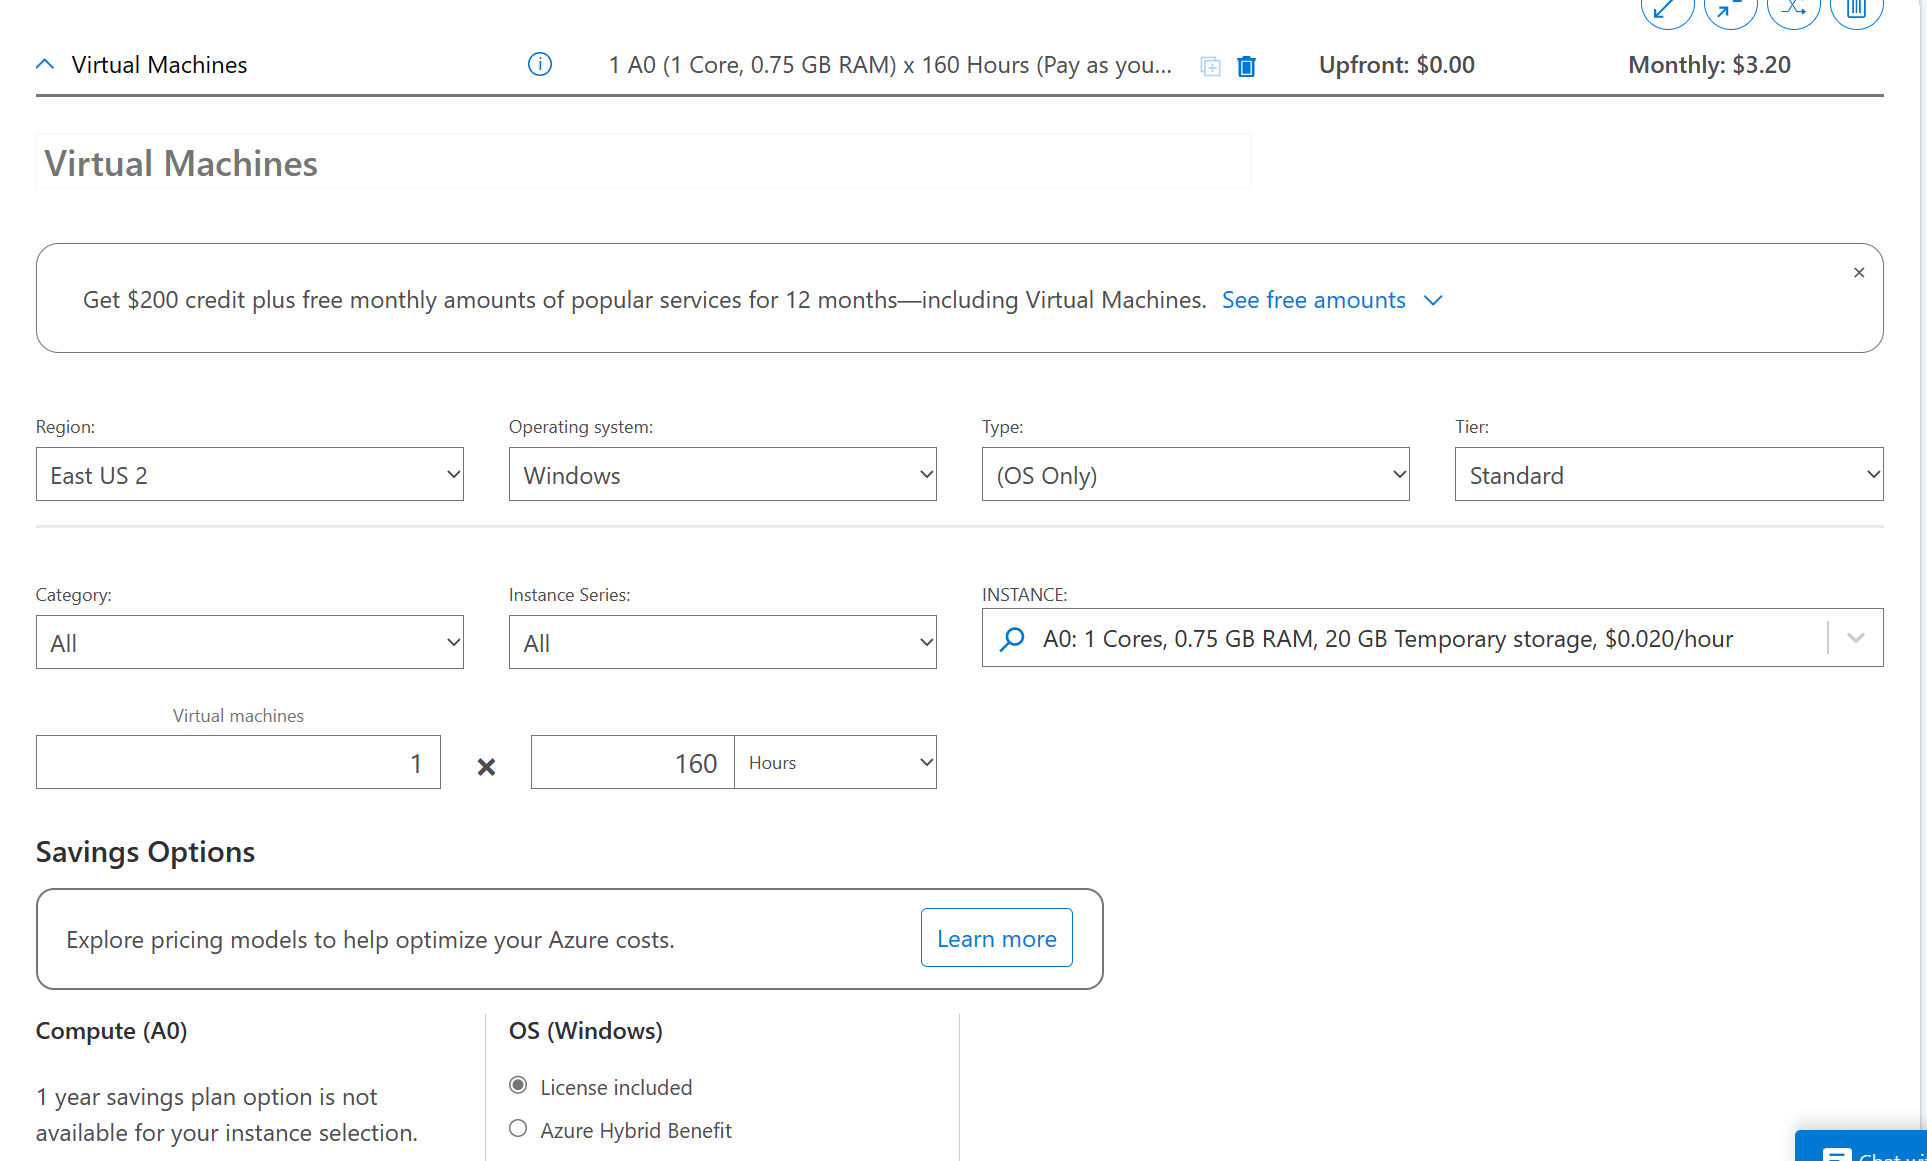 Virtual Machines
1 A0 (1 Core, 0.75 GB RAM) x 160 Hours (Pay as you...
Upfront: $0.00
Monthly: $3.20
Virtual Machines
Get $200 credit plus free monthly amounts of popular services for 12 months—including Virtual Machines. See free amounts
Region:
Operating system:
Type:
Tier:
East US 2
Windows
(OS Only)
Standard
Category:
Instance Series:
INSTANCE:
All
All
A0: 1 Cores, 0.75 GB RAM, 20 GB Temporary storage, $0.020/hour
Virtual machines
1
160
Hours
Savings Options
Explore pricing models to help optimize your Azure costs.
Learn more
Compute (A0)
OS (Windows)
1 year savings plan option is not
available for your instance selection.
License included
Azure Hybrid Benefit